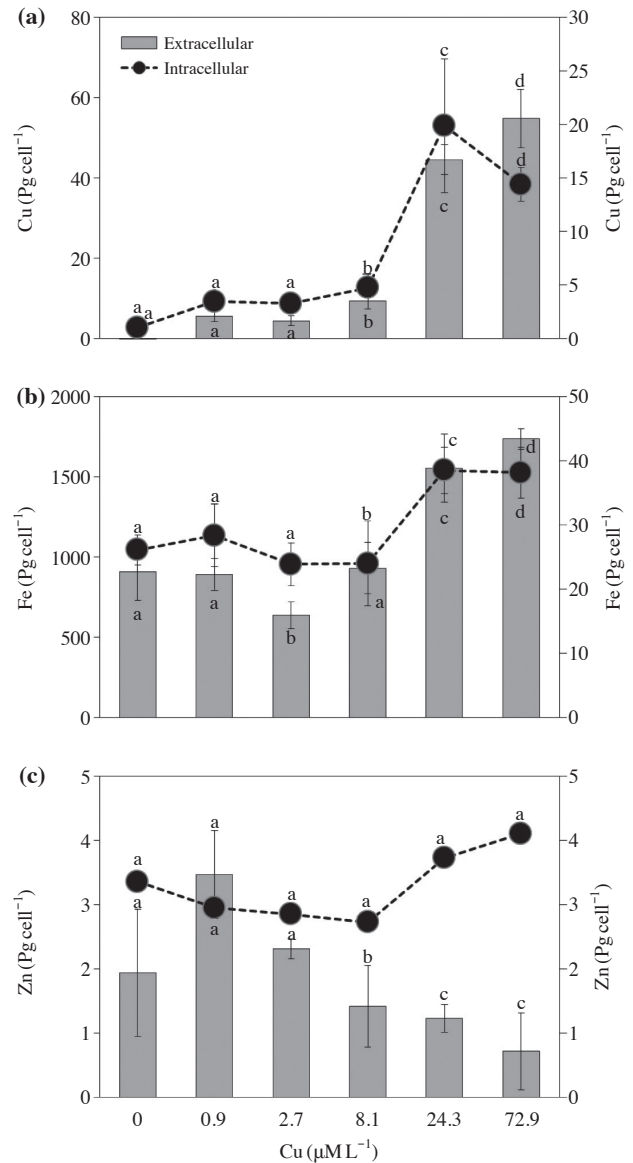 (a)
80
30
Extracellular
Intracellular
c
d
25
60
20
d
Cu (Pg cell⁻¹)
40
15
Cu (Pg cell⁻¹)
c
10
20
a a b
5
a a
a a b
0
0
(b)
2000
50
c
d
1500
40
a
b
c
d
a
a
30
Fe (Pg cell⁻¹)
1000
Fe (Pg cell⁻¹)
20
a a a
b
500
10
0
0
(c)
5
5
a
a
4
a
4
a
a
a
3
a
3
a
a
Zn (Pg cell⁻¹)
b
Zn (Pg cell⁻¹)
2
2
c
c
1
1
0
0
0 0.9 2.7 8.1 24.3 72.9
Cu (μM L⁻¹)